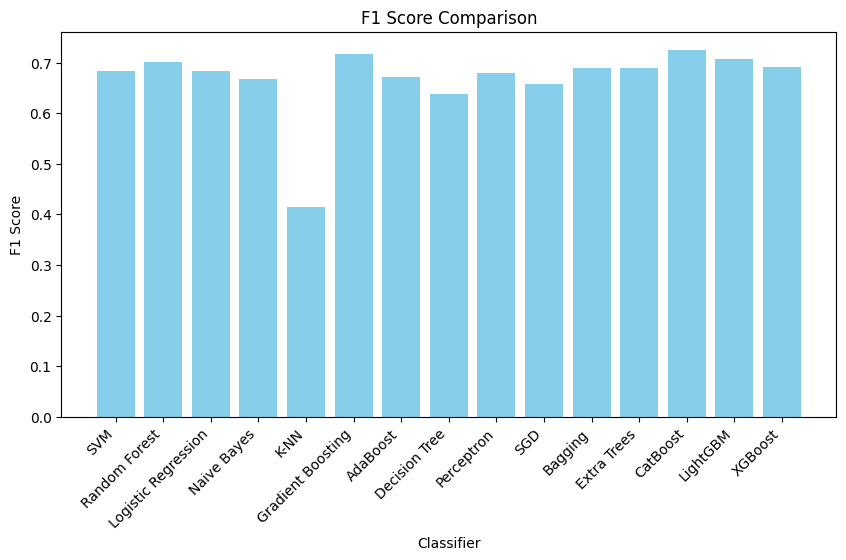 F1 Score Comparison
F1 Score
0.7
0.6
0.5
0.4
0.3
0.2
0.1
0.0
SVM
Random Forest
Logistic Regression
Naive Bayes
K-NN
Gradient Boosting
AdaBoost
Decision Tree
Perceptron
SGD
Bagging
Extra Trees
CatBoost
LightGBM
XGBoost
Classifier